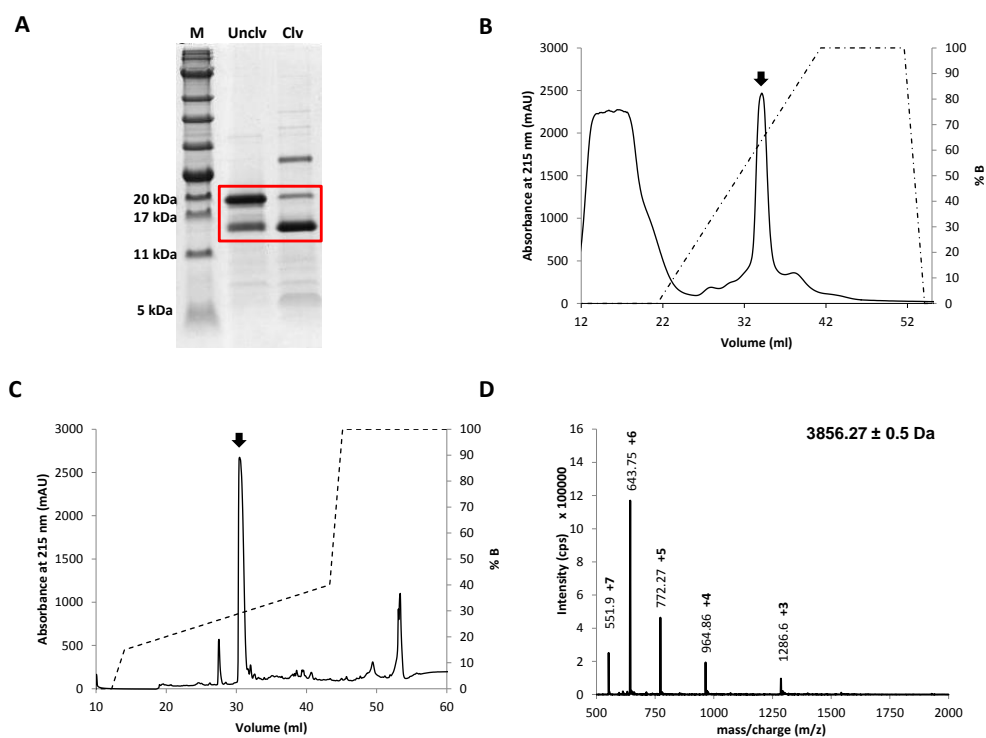 A
M Unclv Clv
20 kDa
17 kDa
11 kDa
5 kDa
B
3000
2500
2000
1500
1000
500
0
Absorbance at 215 nm (mAU)
12 22 32 42 52
Volume (ml)
100
90
80
70
60
50
40
30
20
10
0
% B
C
3000
2500
2000
1500
1000
500
0
Absorbance at 215 nm (mAU)
10 20 30 40 50 60
Volume (ml)
100
90
80
70
60
50
40
30
20
10
0
% B
D
3856.27 ± 0.5 Da
16
14
12
10
8
6
4
2
0
Intensity (cps) x 100000
551.9 +7
643.75 +6
772.27 +5
964.86 +4
1286.6 +3
500 750 1000 1250 1500 1750 2000
mass/charge (m/z)